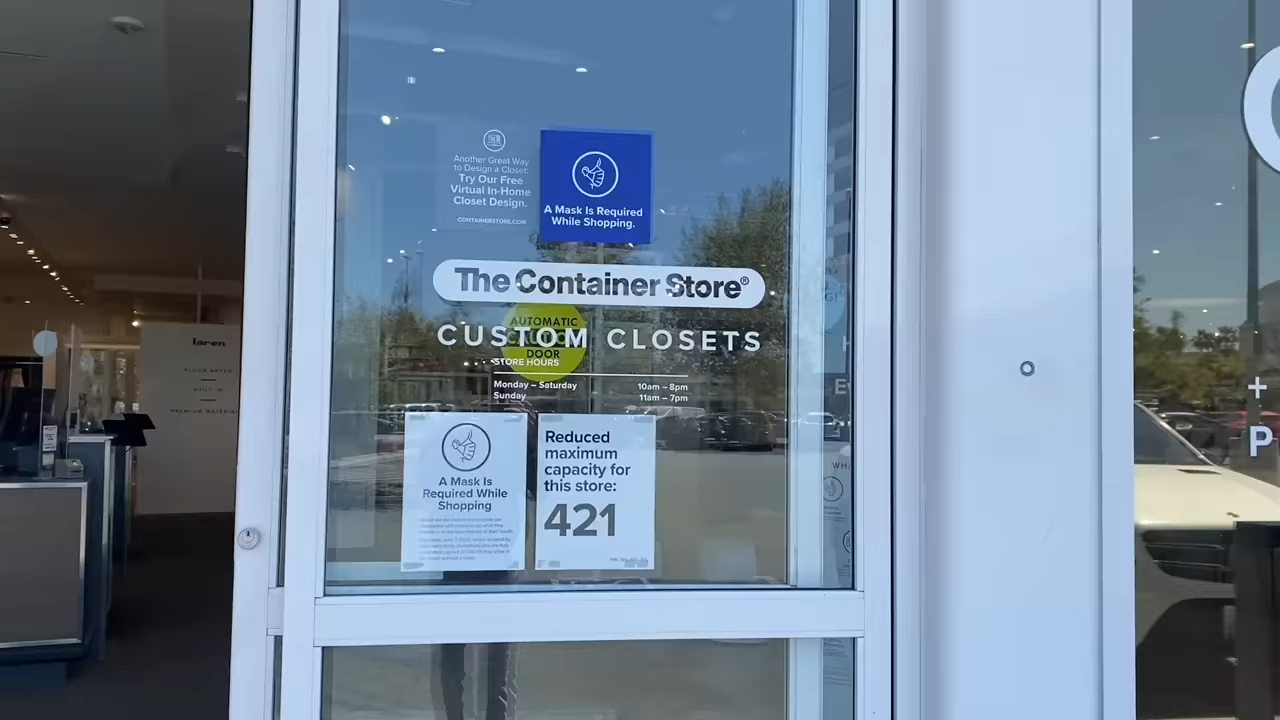 Another Great Way
to Design a Closet:
Try Our Free
Virtual In-Home
Closet Design.
CONTAINERSTORE.COM
A Mask Is Required
While Shopping.
The Container Store®
CUSTOM CLOSETS
AUTOMATIC
DOOR
STORE HOURS
Monday – Saturday 10am – 8pm
Sunday 11am – 7pm
A Mask Is
Required While
Shopping
Reduced
maximum
capacity for
this store:
421
laren
BUILT IN
+
P